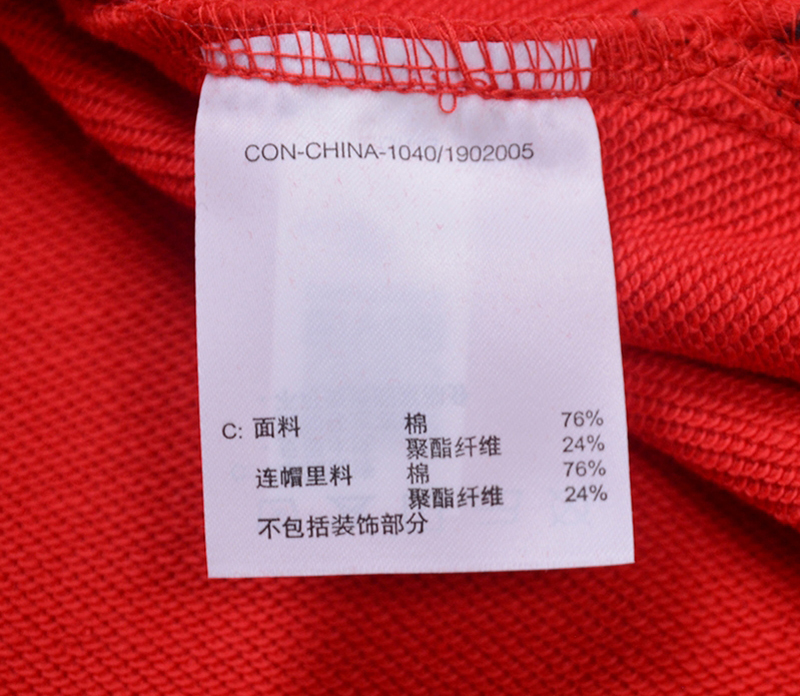 CON-CHINA-1040/1902005
C: 面料 棉 76%
聚酯纤维 24%
连帽里料 棉 76%
聚酯纤维 24%
不包括装饰部分